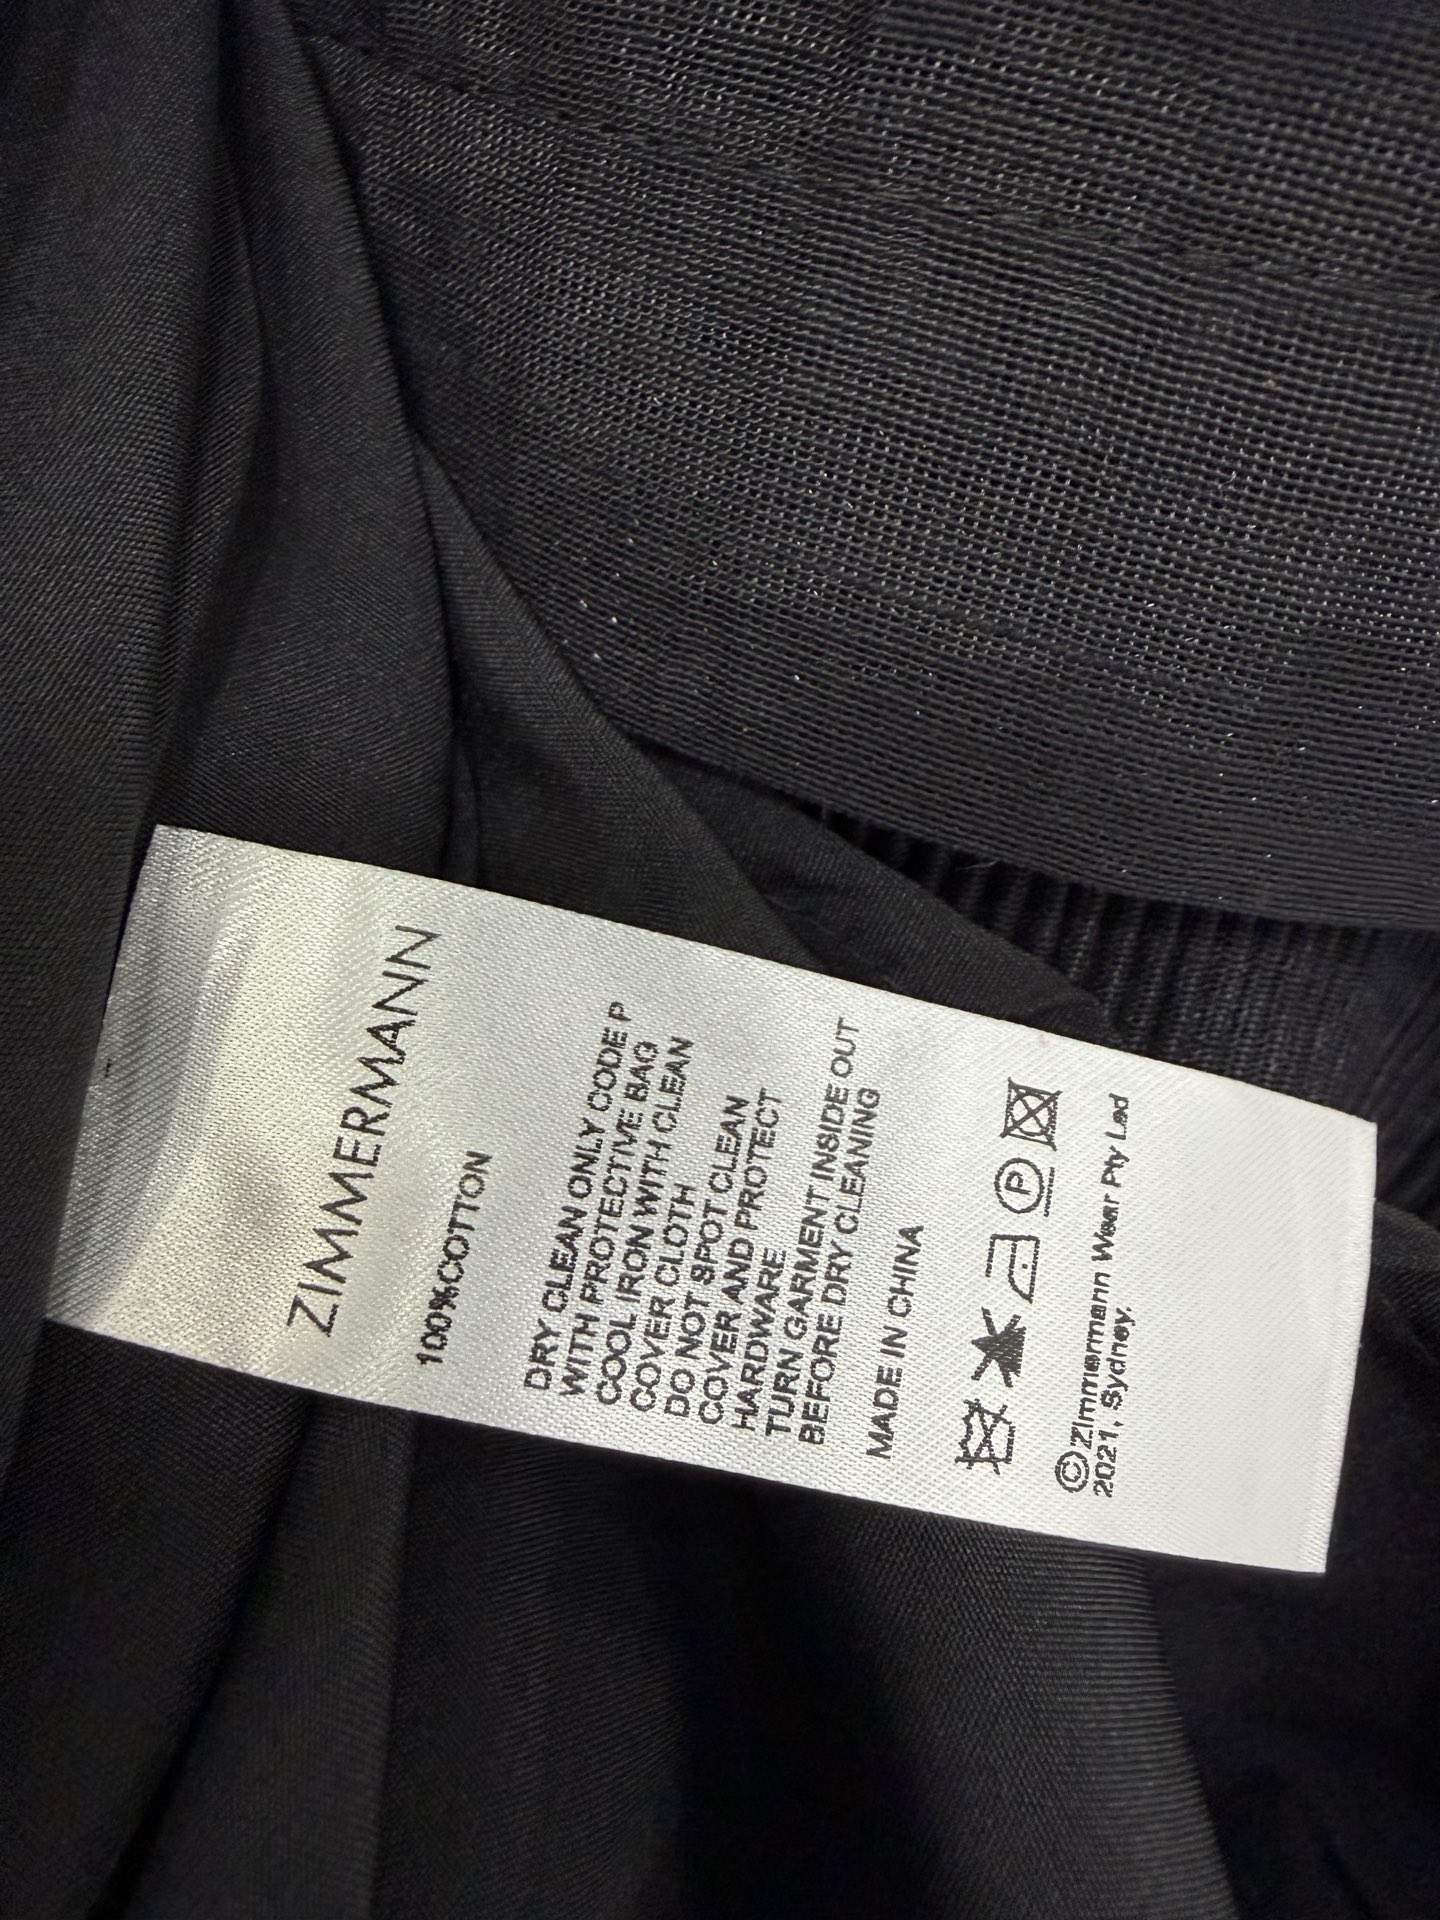 ZIMMERMANN
100%COTTON
DRY CLEAN ONLY CODE P
WITH PROTECTIVE BAG
COOL IRON WITH CLEAN
COVER CLOTH
DO NOT SPOT CLEAN
COVER AND PROTECT
HARDWARE
TURN GARMENT INSIDE OUT
BEFORE DRY CLEANING
MADE IN CHINA
P
©Zimmermann Wear Pty Led
2021, Sydney.